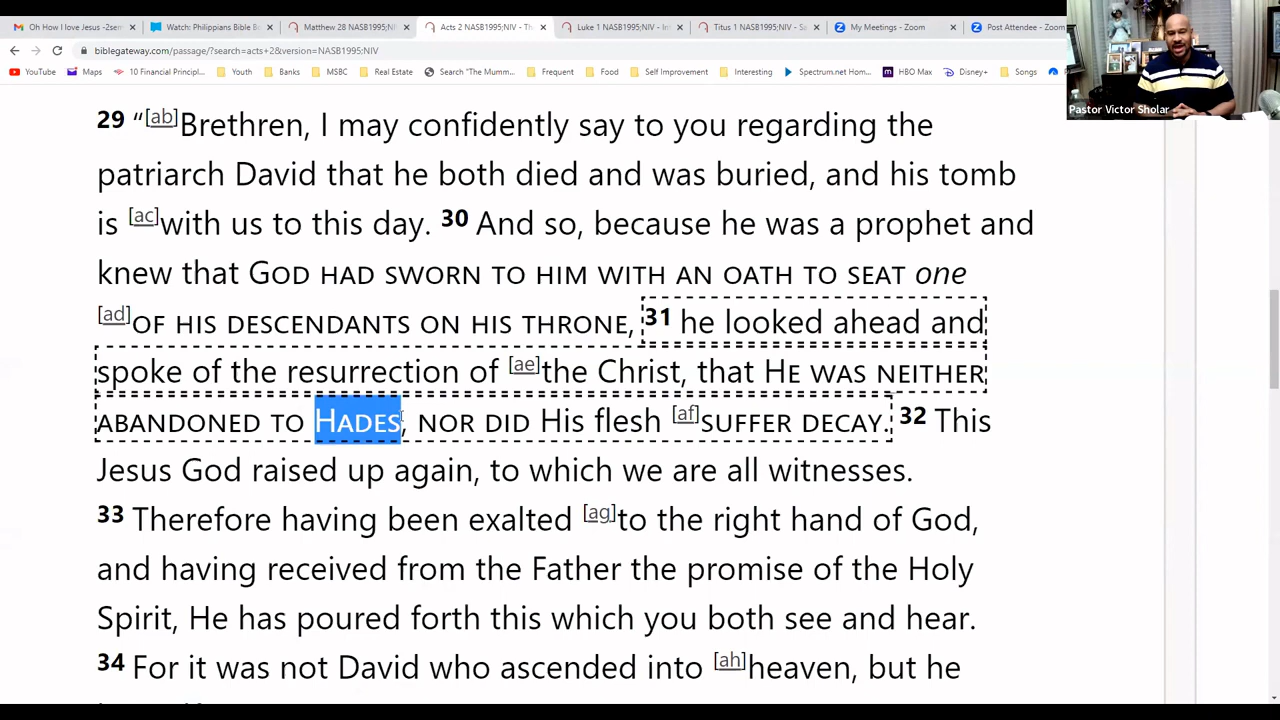 Oh How I love Jesus -2sem
Watch: Philippians Bible B
Matthew 28 NASB1995;NIV
Acts 2 NASB1995;NIV - Th
Luke 1 NASB1995;NIV - In
Titus 1 NASB1995;NIV - Sa
My Meetings - Zoom
Post Attendee - Zoom
biblegateway.com/passage/?search=acts+2&version=NASB1995;NIV
YouTube Maps 10 Financial Principl... Youth Banks MSBC Real Estate Search "The Mumm... Frequent Food Self Improvement Interesting Spectrum.net Hom... HBO Max Disney+ Songs
Pastor Victor Sholar
29 “[ab]Brethren, I may confidently say to you regarding the
patriarch David that he both died and was buried, and his tomb
is [ac]with us to this day. 30 And so, because he was a prophet and
knew that GOD HAD SWORN TO HIM WITH AN OATH TO SEAT one
[ad]OF HIS DESCENDANTS ON HIS THRONE, 31 he looked ahead and
spoke of the resurrection of [ae]the Christ, that HE WAS NEITHER
ABANDONED TO HADES, NOR DID His flesh [af]SUFFER DECAY. 32 This
Jesus God raised up again, to which we are all witnesses.
33 Therefore having been exalted [ag]to the right hand of God,
and having received from the Father the promise of the Holy
Spirit, He has poured forth this which you both see and hear.
34 For it was not David who ascended into [ah]heaven, but he